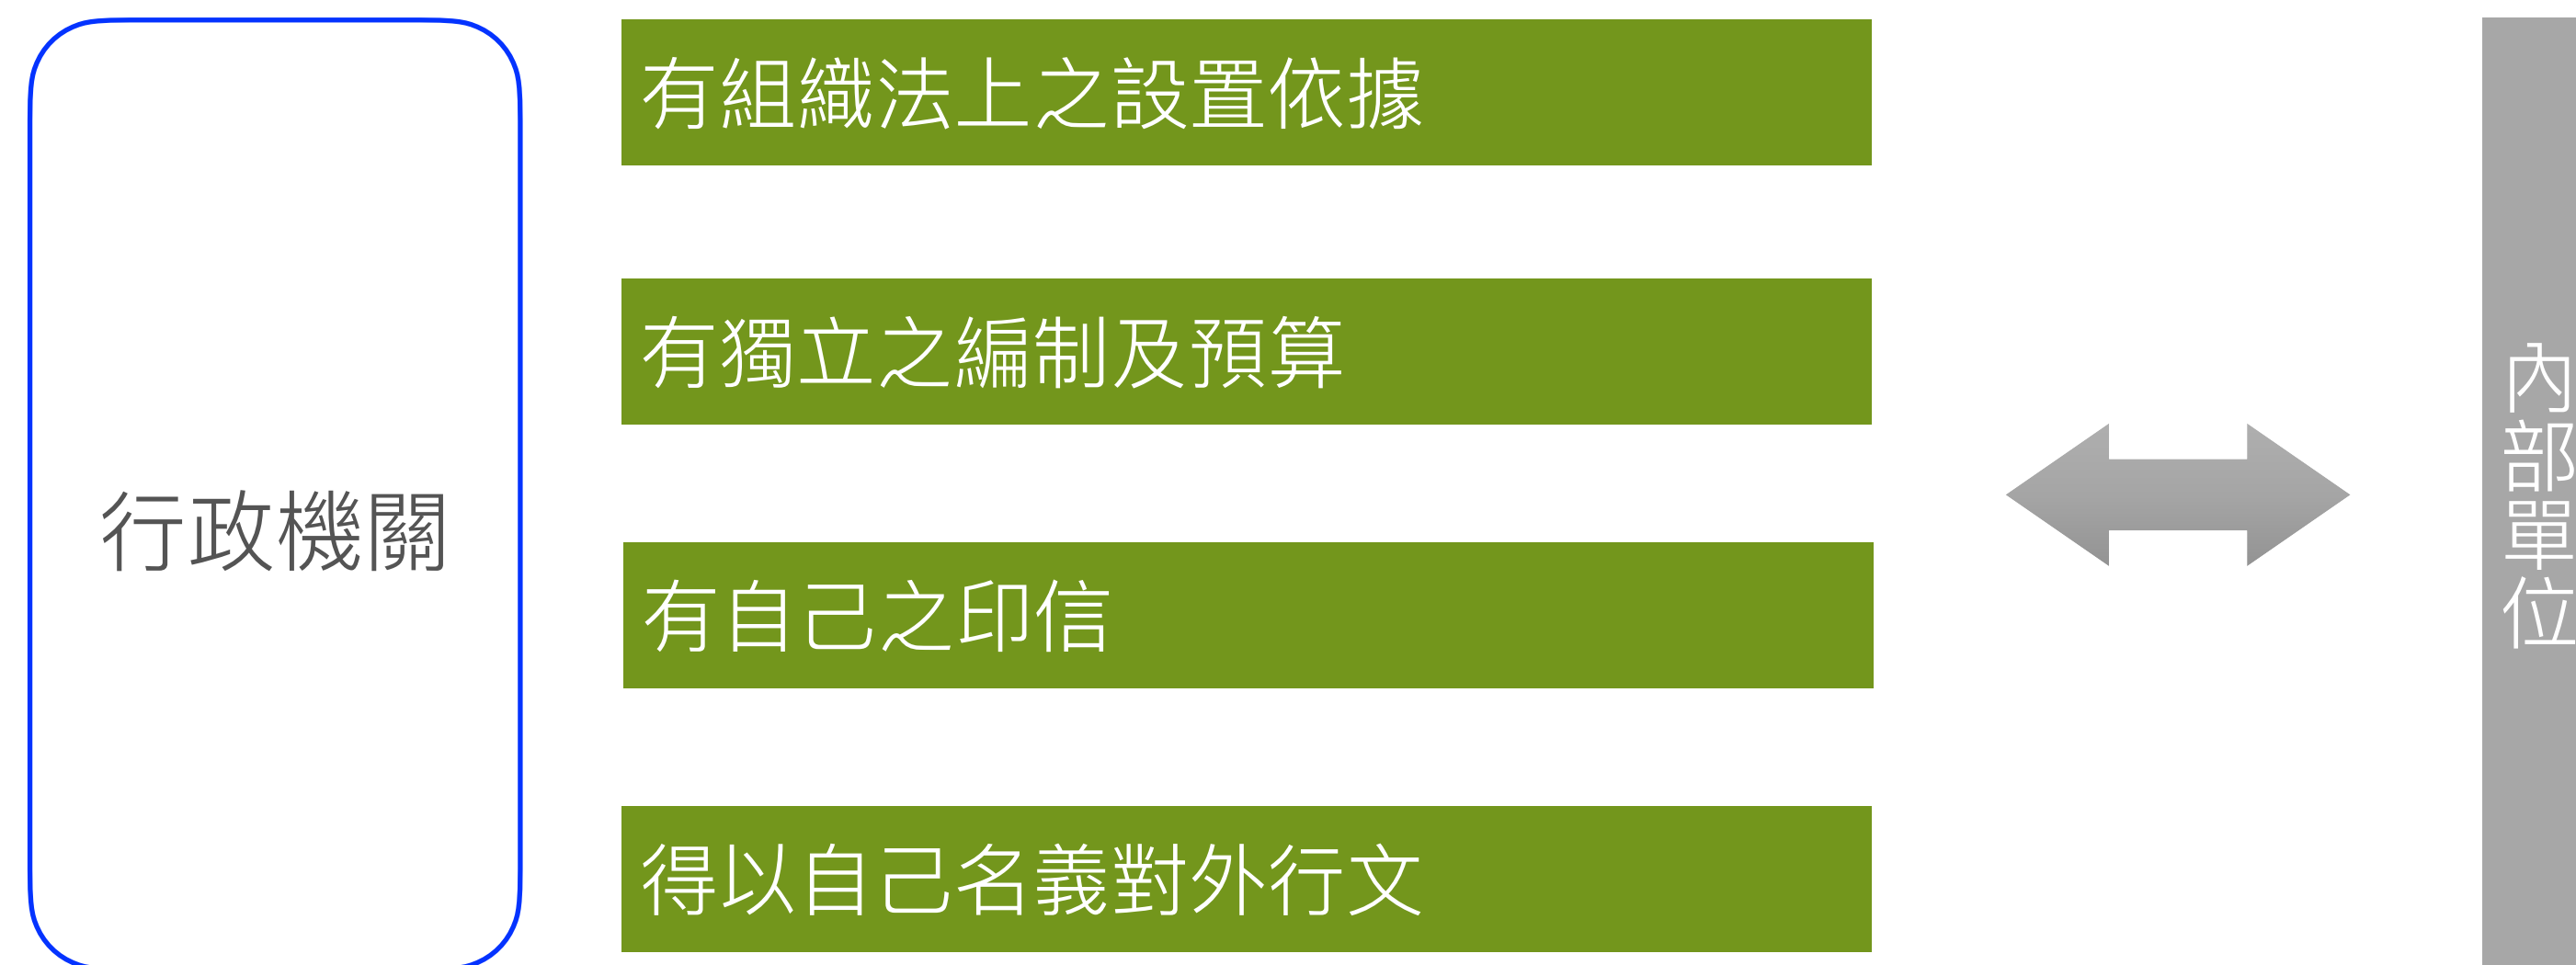 行政機關
有組織法上之設置依據
有獨立之編制及預算
有自己之印信
得以自己名義對外行文
內部單位